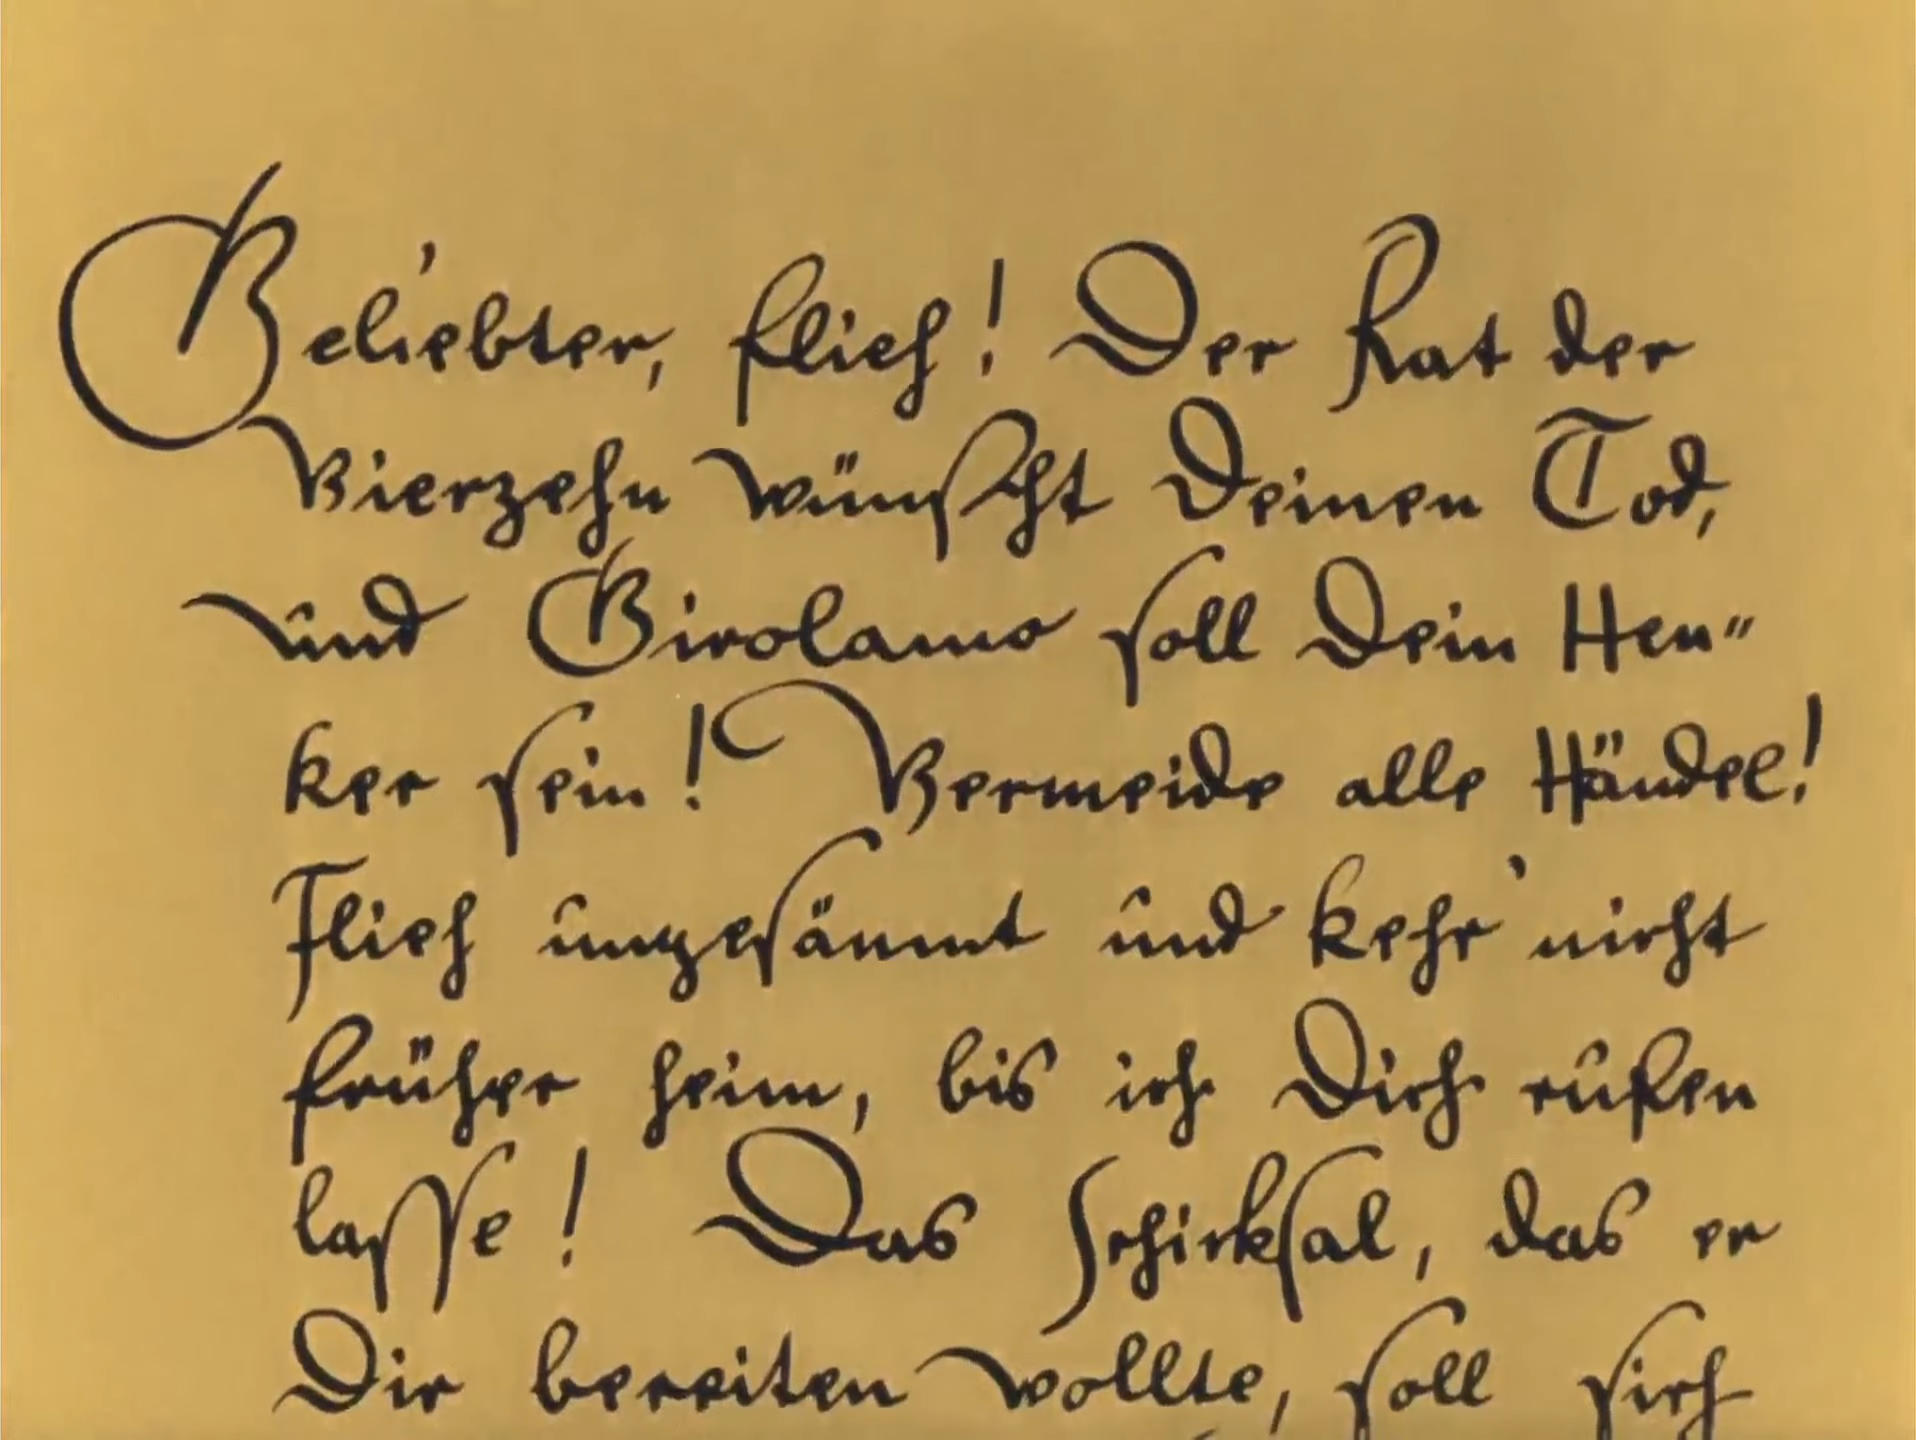 Geliebter, flieh! Der Rat der
Vierzehn wünscht Deinen Tod,
und Girolamo soll Dein Hen-
ker sein! Vermeide alle Händel!
Flieh ungesäumt und kehr' nicht
früher heim, bis ich Dich rufen
lasse! Das Schicksal, das er
Dir bereiten wollte, soll sich